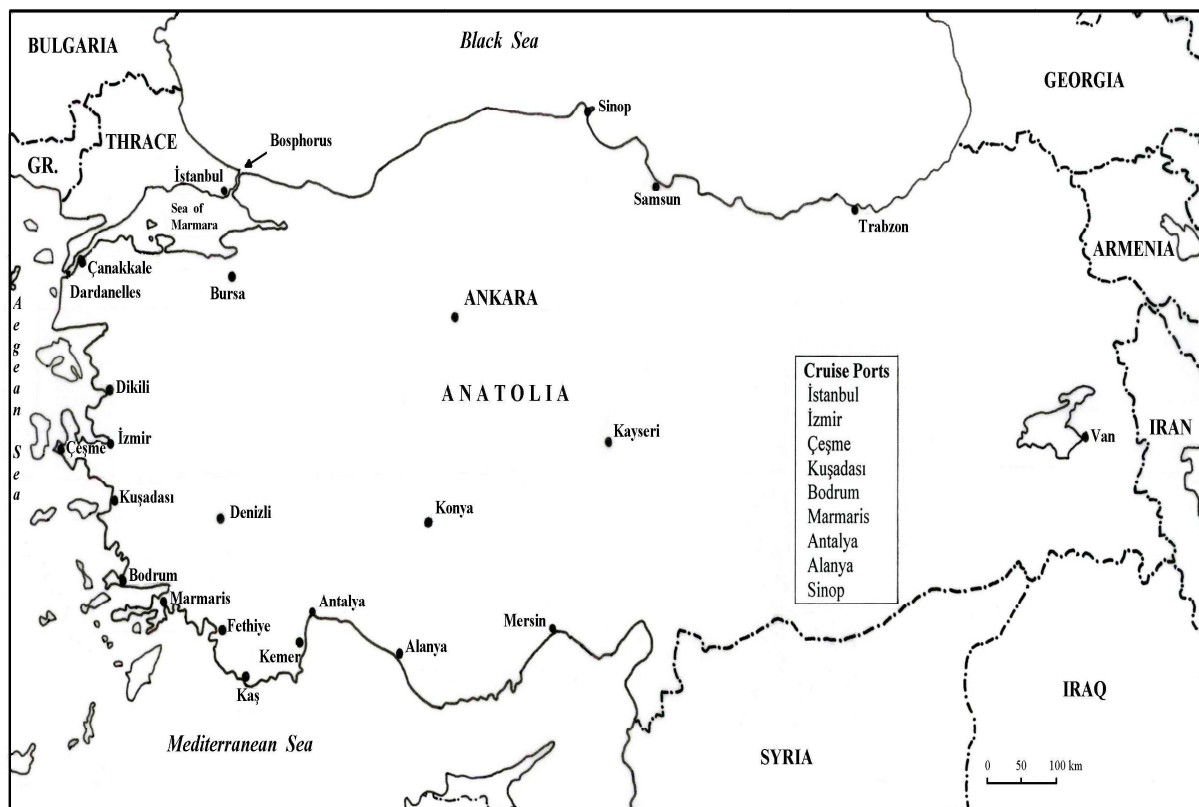 BULGARIA
Black Sea
GEORGIA
Sinop
THRACE
Bosphorus
GR.
İstanbul
Samsun
Sea of
Marmara
Trabzon
ARMENIA
Çanakkale
Dardanelles
Bursa
Aegean Sea
ANKARA
Dikili
ANATOLIA
Cruise Ports
İstanbul
İzmir
Çeşme
Kuşadası
Bodrum
Marmaris
Antalya
Alanya
Sinop
Kayseri
Van
IRAN
İzmir
Çeşme
Kuşadası
Denizli
Konya
Bodrum
Marmaris
Antalya
Fethiye
Mersin
Kemer
Alanya
Kaş
IRAQ
Mediterranean Sea
SYRIA
0 50 100 km